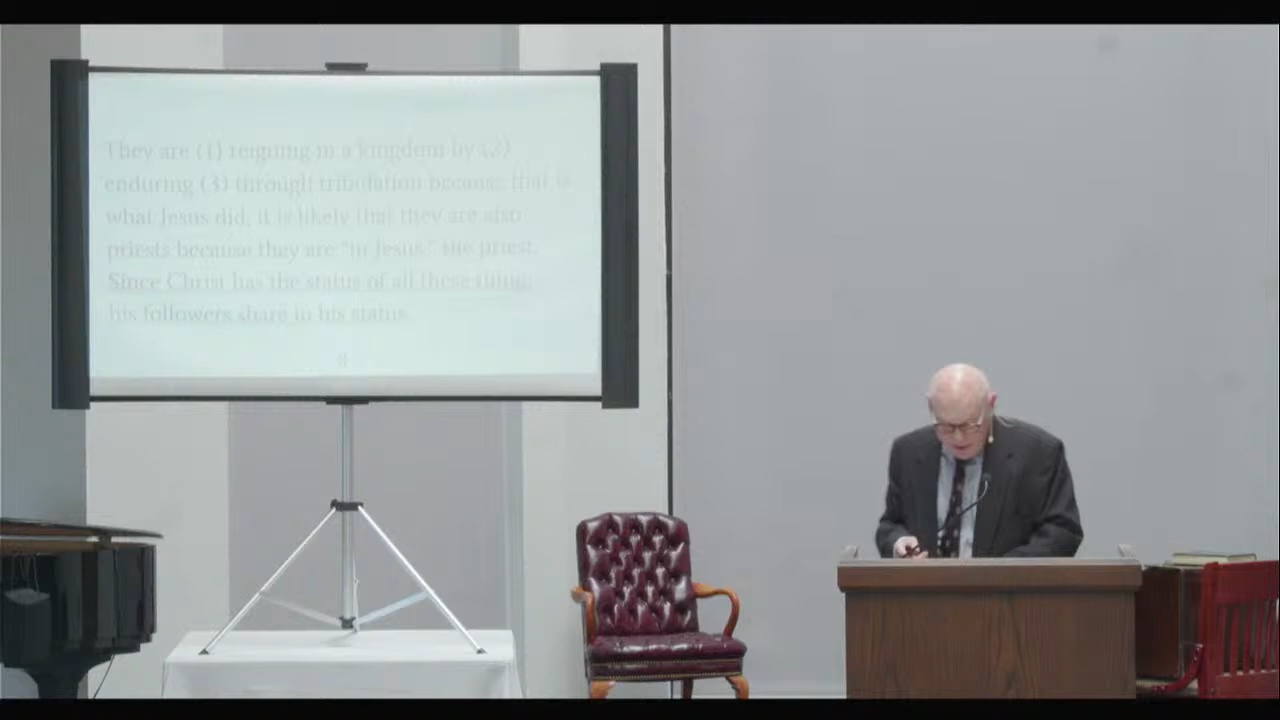 They are (1) reigning in a kingdom by (2)
enduring (3) through tribulation because that is
what Jesus did, it is likely that they are also
priests because they are "in Jesus," the priest.
Since Christ has the status of all these things
his followers share in his status.